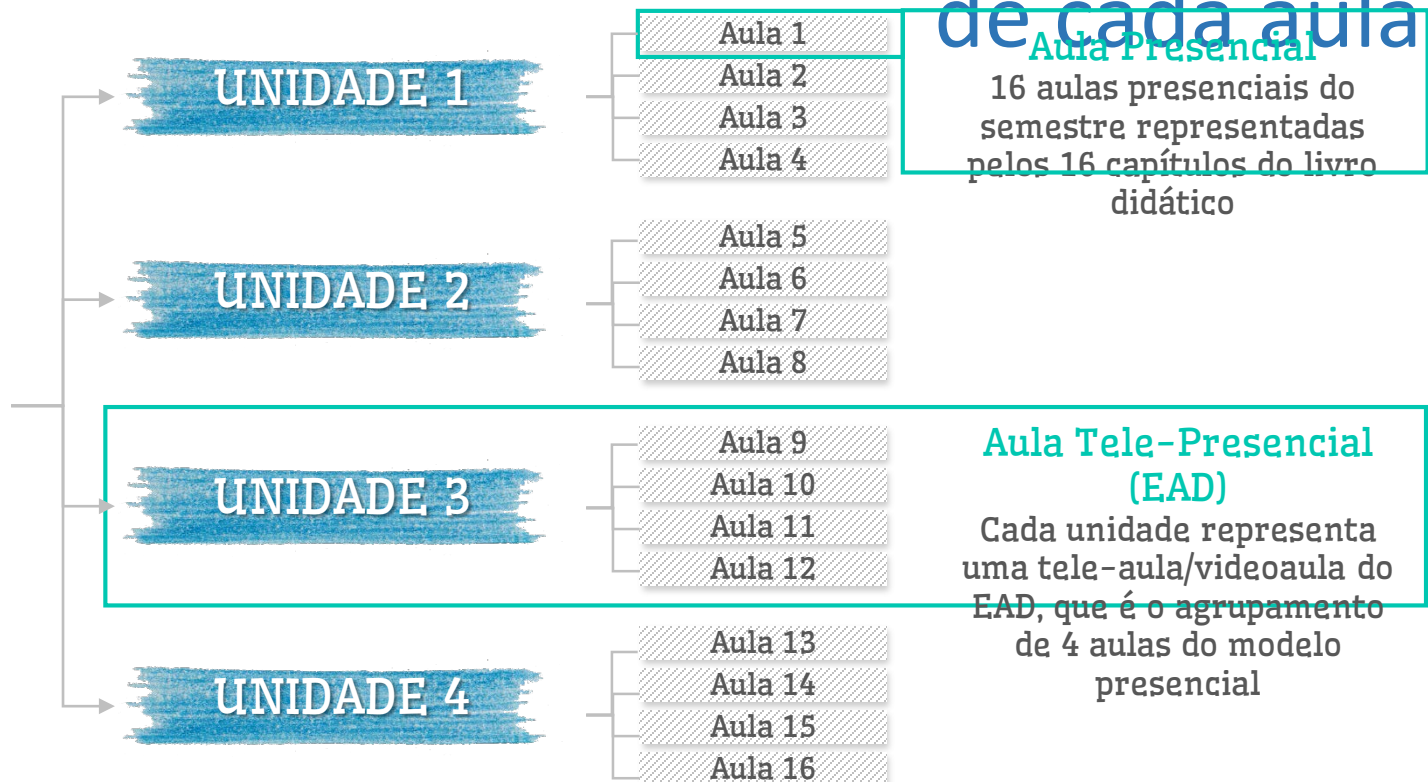 de cada aula
UNIDADE 1
Aula 1
Aula 2
Aula 3
Aula 4
Aula Presencial
16 aulas presenciais do
semestre representadas
pelos 16 capítulos do livro
didático
UNIDADE 2
Aula 5
Aula 6
Aula 7
Aula 8
UNIDADE 3
Aula 9
Aula 10
Aula 11
Aula 12
Aula Tele-Presencial
(EAD)
Cada unidade representa
uma tele-aula/videoaula do
EAD, que é o agrupamento
de 4 aulas do modelo
presencial
UNIDADE 4
Aula 13
Aula 14
Aula 15
Aula 16